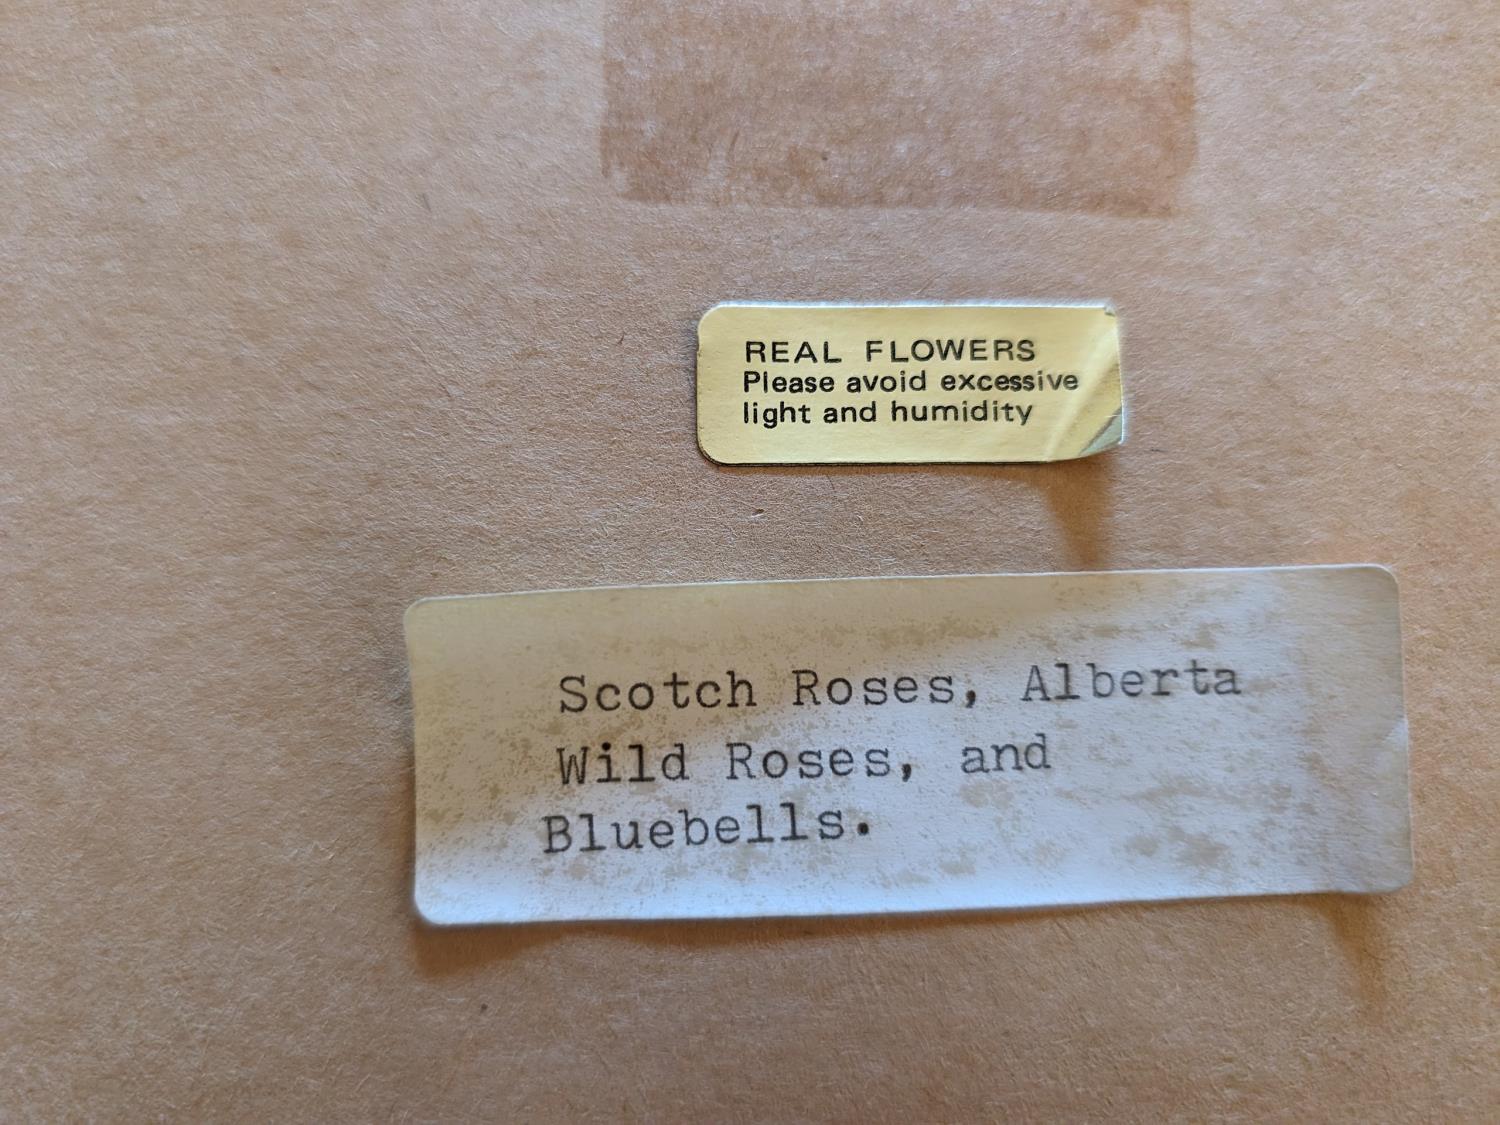 REAL FLOWERS
Please avoid excessive
light and humidity
Scotch Roses, Alberta
Wild Roses, and
Bluebells.